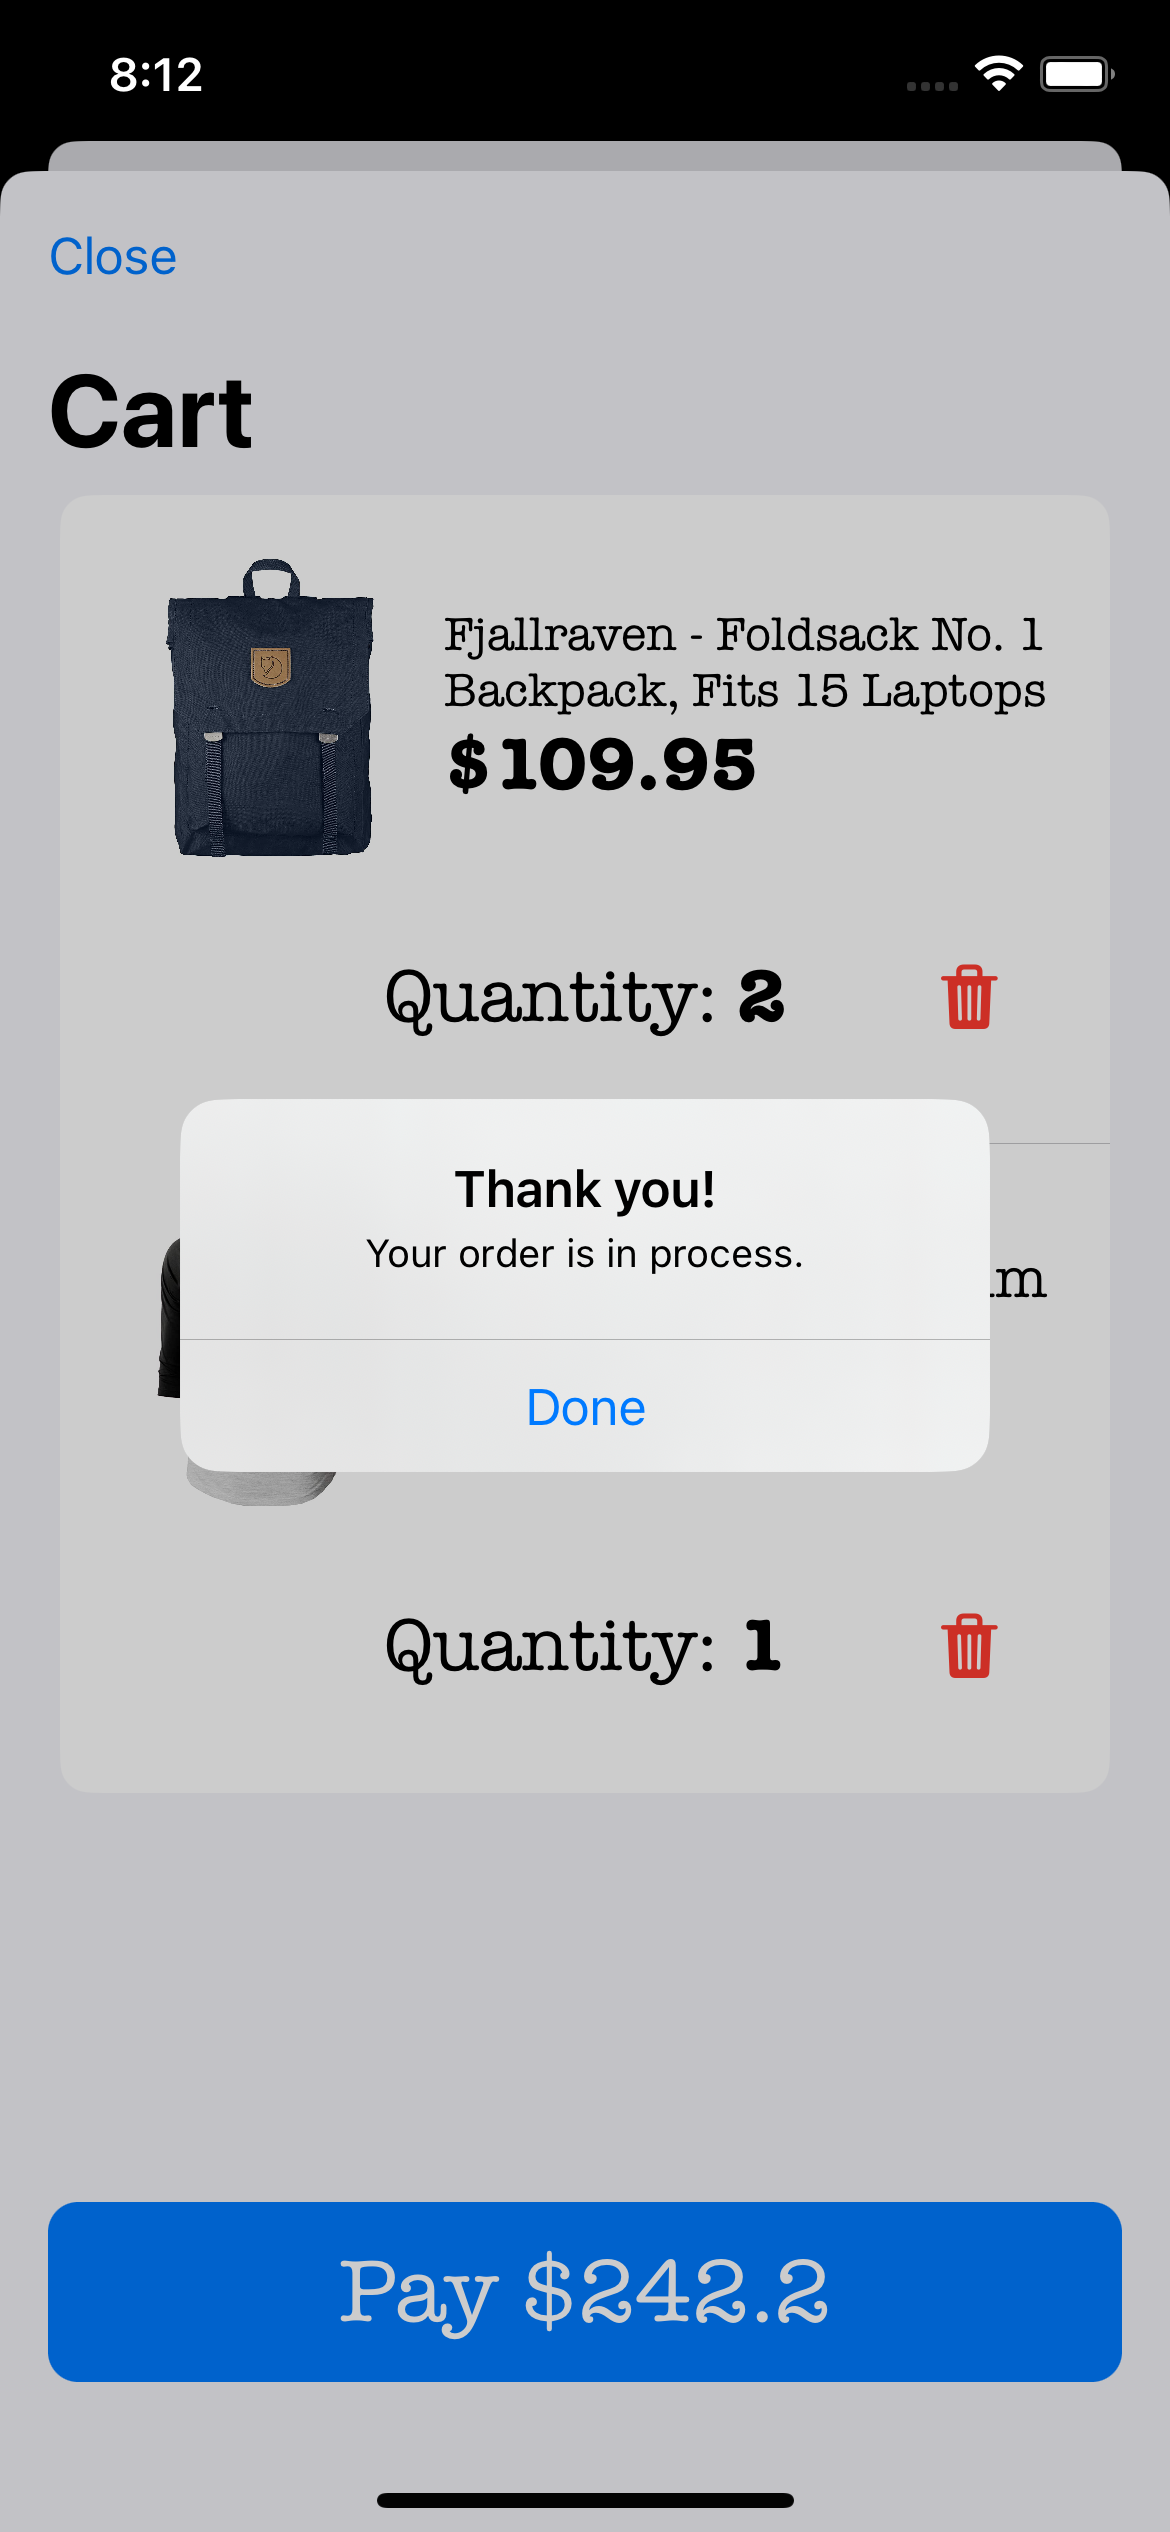 8:12
Close
Cart
Fjallraven - Foldsack No. 1
Backpack, Fits 15 Laptops
$109.95
Quantity: 2
Thank you!
Your order is in process.
Done
Quantity: 1
Pay $242.2